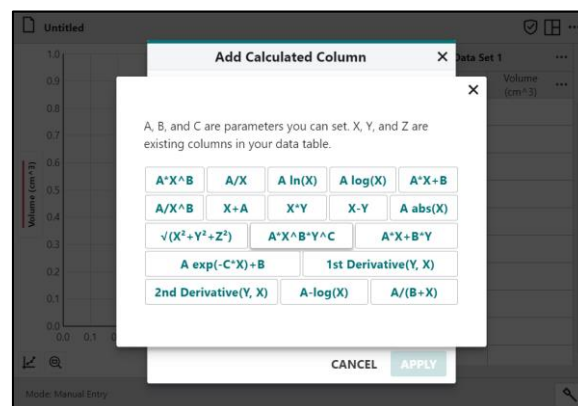 Untitled
Add Calculated Column
Data Set 1
Volume
(cm^3)
A, B, and C are parameters you can set. X, Y, and Z are
existing columns in your data table.
A*X^B A/X A ln(X) A log(X) A*X+B
A/X^B X+A X*Y X-Y A abs(X)
√(X²+Y²+Z²) A*X^B*Y^C A*X+B*Y
A exp(-C*X)+B 1st Derivative(Y, X)
2nd Derivative(Y, X) A-log(X) A/(B+X)
CANCEL APPLY
Volume (cm^3)
1.0
0.9
0.8
0.7
0.6
0.5
0.4
0.3
0.2
0.1
0.0
0.0 0.1
Mode: Manual Entry